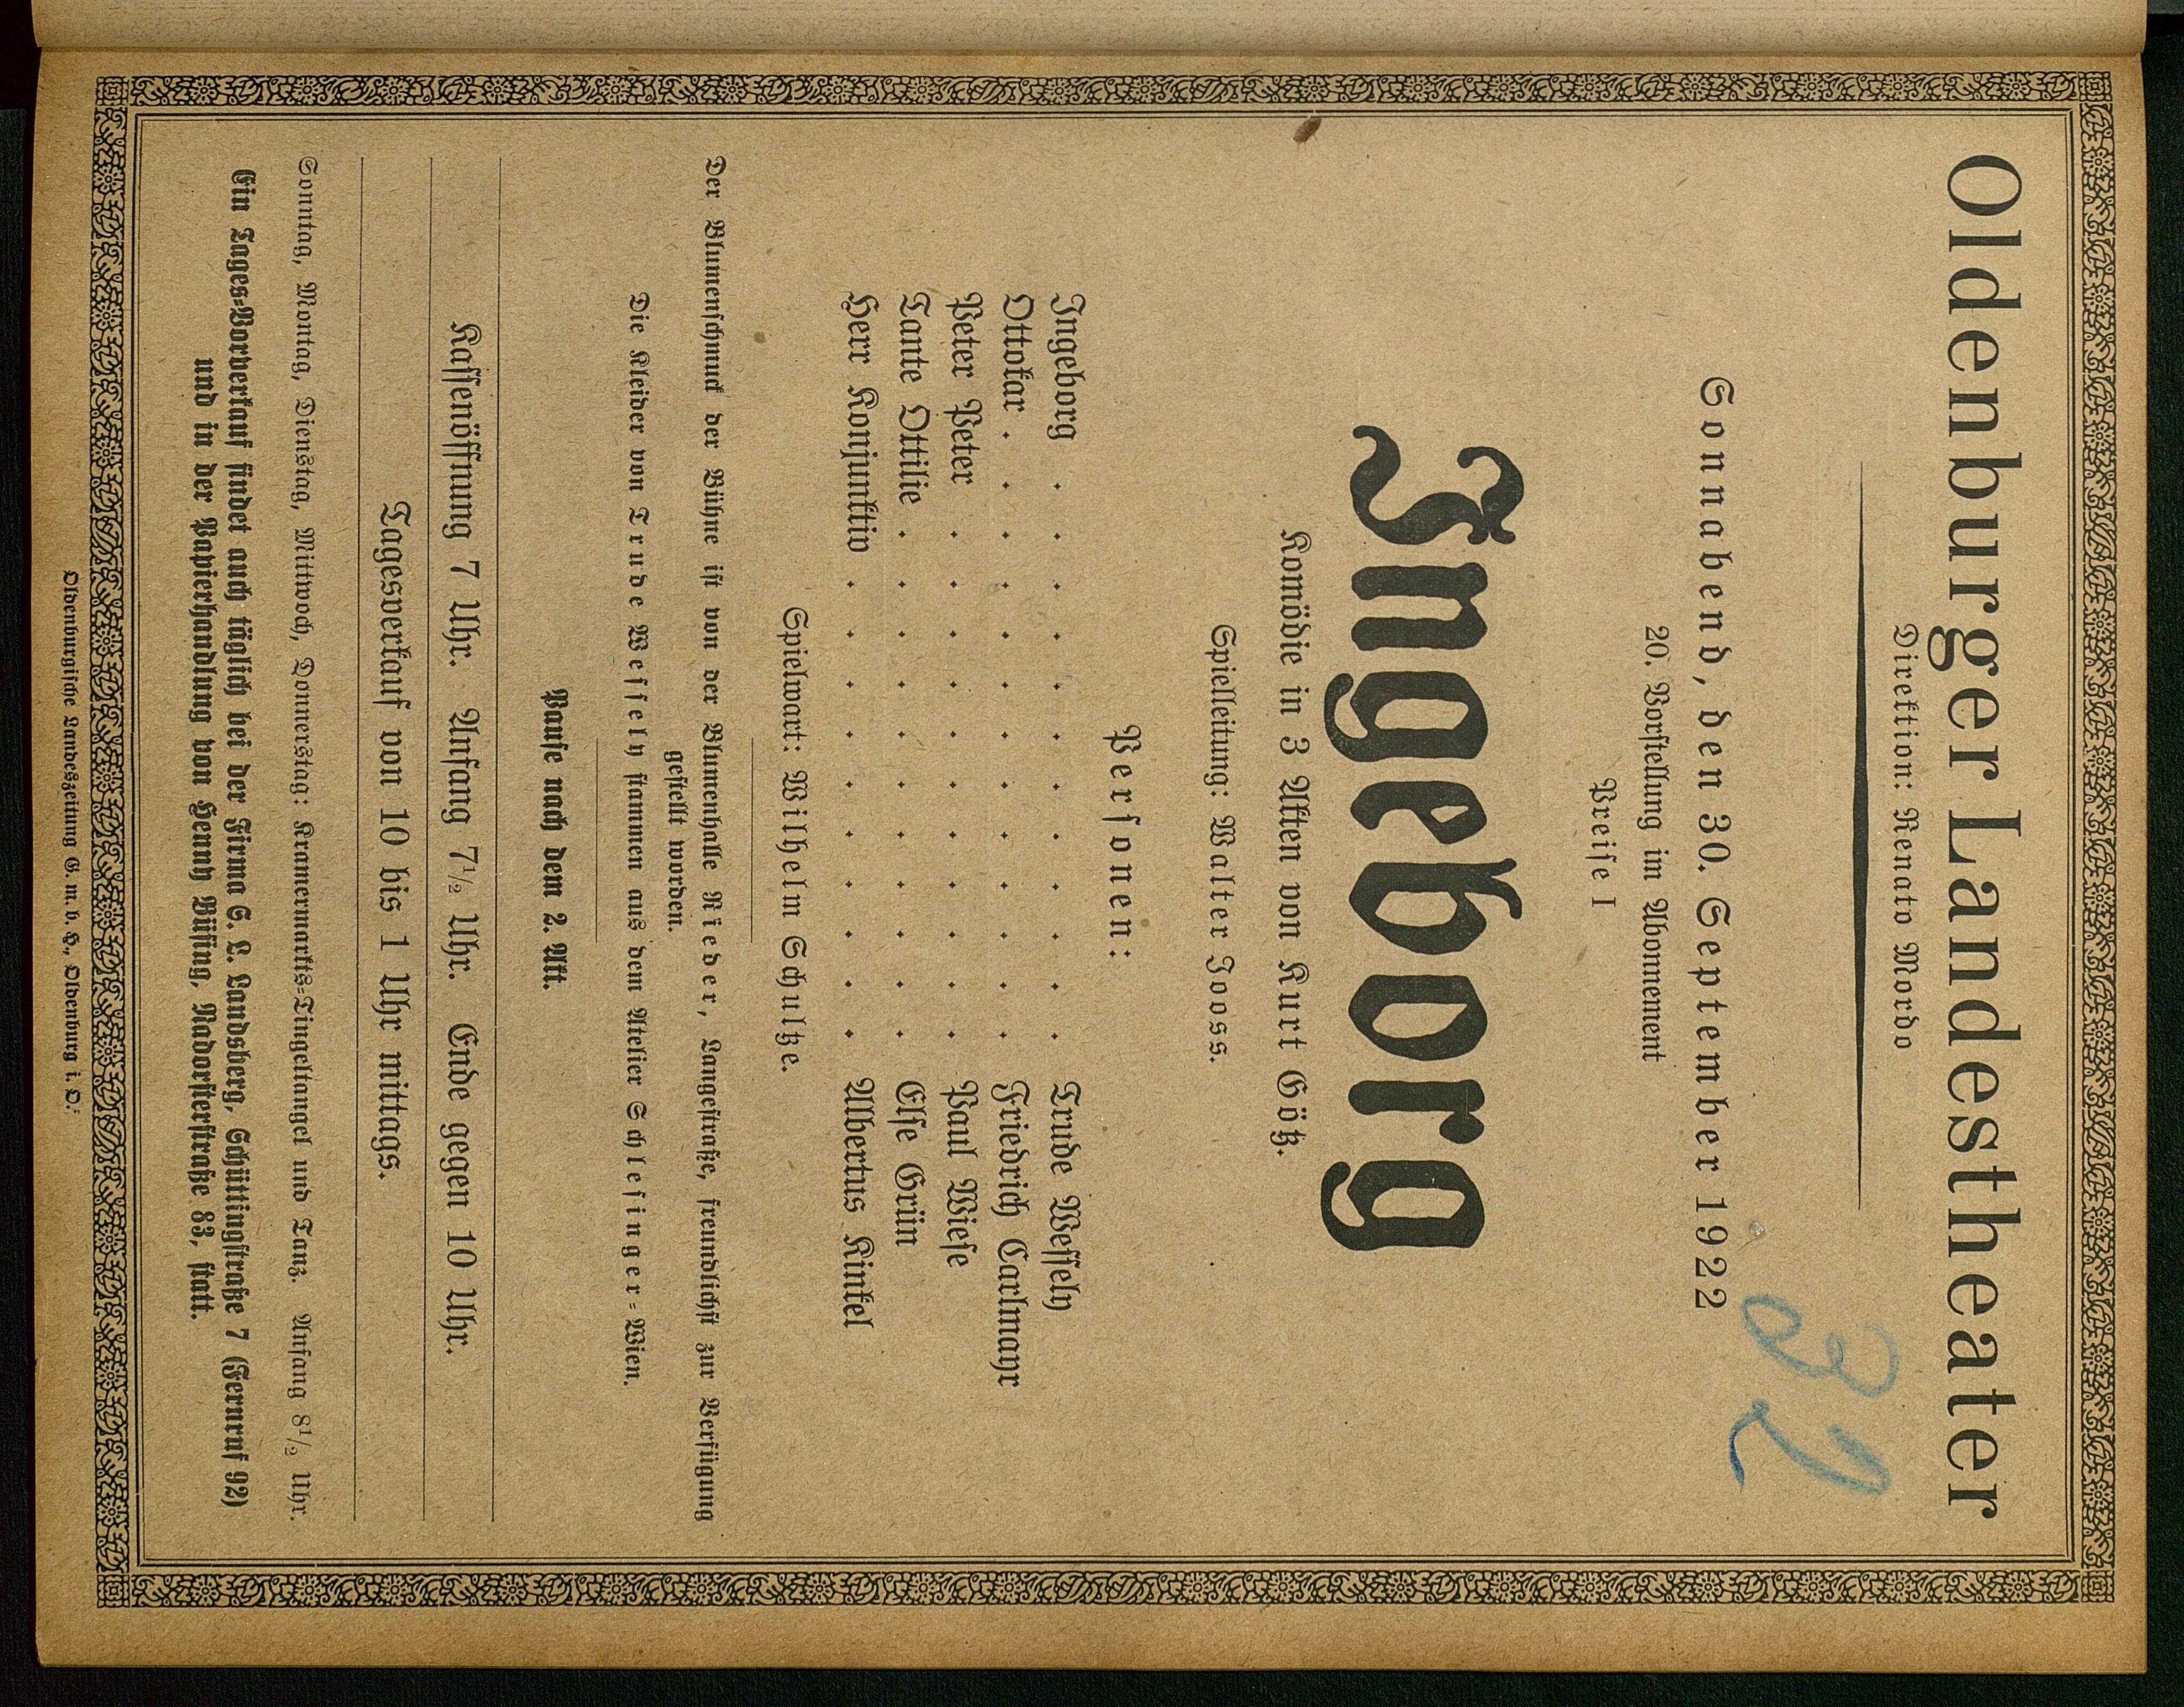 Oldenburger Landestheater
Direktion: Renato Mordo
32
Sonnabend, den 30. September 1922
20. Vorstellung im Abonnement
Preise I
Ingeborg
Komödie in 3 Akten von Kurt Götz.
Spielleitung: Walter Jooss.
Personen:
Ingeborg . . . . . . . . . . . . Trude Wessely
Ottokar . . . . . . . . . . . . . Friedrich Carlmayr
Peter Peter . . . . . . . . . . . Paul Wiese
Tante Ottilie . . . . . . . . . . . Else Grün
Herr Konjunktiv . . . . . . . . . . Albertus Kinkel
Spielwart: Wilhelm Schultze.
Der Blumenschmuck der Bühne ist von der Blumenhalle Rieder, Langestraße, freundlichst zur Verfügung
gestellt worden.
Die Kleider von Trude Wessely stammen aus dem Atelier Schlesinger-Wien.
Pause nach dem 2. Akt.
Kassenöffnung 7 Uhr. Anfang 7½ Uhr. Ende gegen 10 Uhr.
Tagesverkauf von 10 bis 1 Uhr mittags.
Sonntag, Montag, Dienstag, Mittwoch, Donnerstag: Kramermarkts-Tingeltangel und Tanz. Anfang 8½ Uhr.
Ein Tages-Vorverkauf findet auch täglich bei der Firma G. L. Landsberg, Schüttingstraße 7 (Fernruf 92)
und in der Papierhandlung von Henny Büsing, Nadorsterstraße 83, statt.
Oldenburgische Landeszeitung G. m. b. H., Oldenburg i. O.